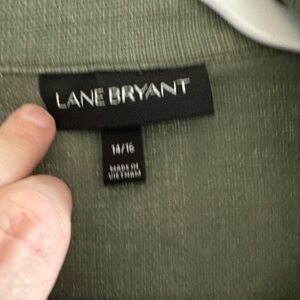 LANE BRYANT
14/16
MADE IN
VIETNAM